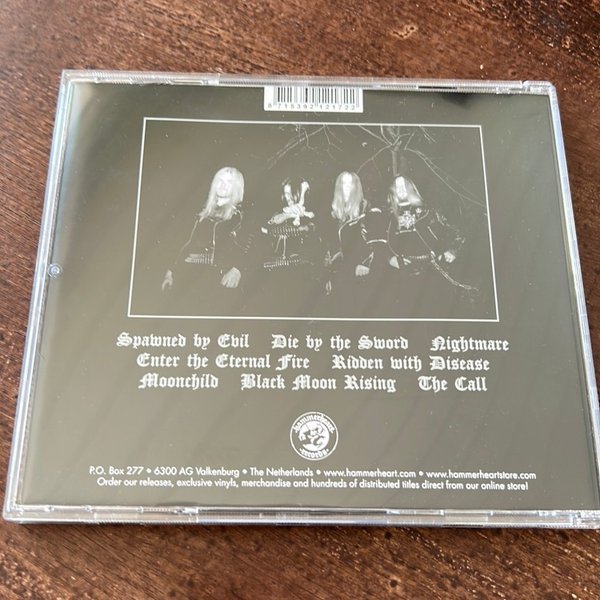 8 715392 121722
Spawned by Evil Die by the Sword Nightmare
Enter the Eternal Fire Ridden with Disease
Moonchild Black Moon Rising The Call
hammerheart
records
P.O. Box 277 • 6300 AG Valkenburg • The Netherlands • www.hammerheart.com • www.hammerheartstore.com
Order our releases, exclusive vinyls, merchandise and hundreds of distributed titles direct from our online store!